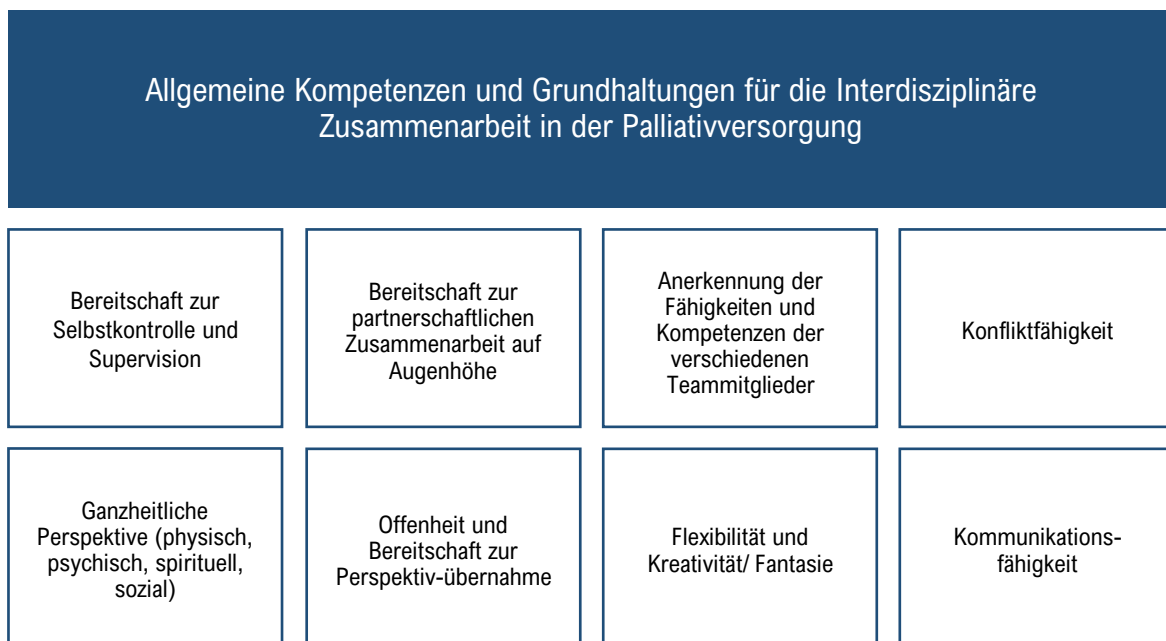 Allgemeine Kompetenzen und Grundhaltungen für die Interdisziplinäre
Zusammenarbeit in der Palliativversorgung
Bereitschaft zur
Selbstkontrolle und
Supervision
Bereitschaft zur
partnerschaftlichen
Zusammenarbeit auf
Augenhöhe
Anerkennung der
Fähigkeiten und
Kompetenzen der
verschiedenen
Teammitglieder
Konfliktfähigkeit
Ganzheitliche
Perspektive (physisch,
psychisch, spirituell,
sozial)
Offenheit und
Bereitschaft zur
Perspektiv-übernahme
Flexibilität und
Kreativität/ Fantasie
Kommunikations-
fähigkeit